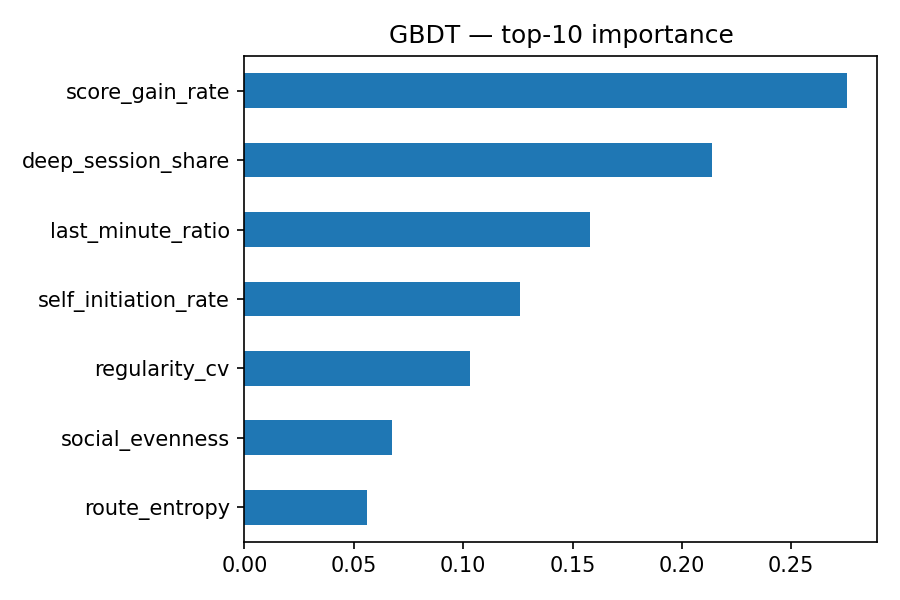 GBDT — top-10 importance
score_gain_rate
deep_session_share
last_minute_ratio
self_initiation_rate
regularity_cv
social_evenness
route_entropy
0.00 0.05 0.10 0.15 0.20 0.25